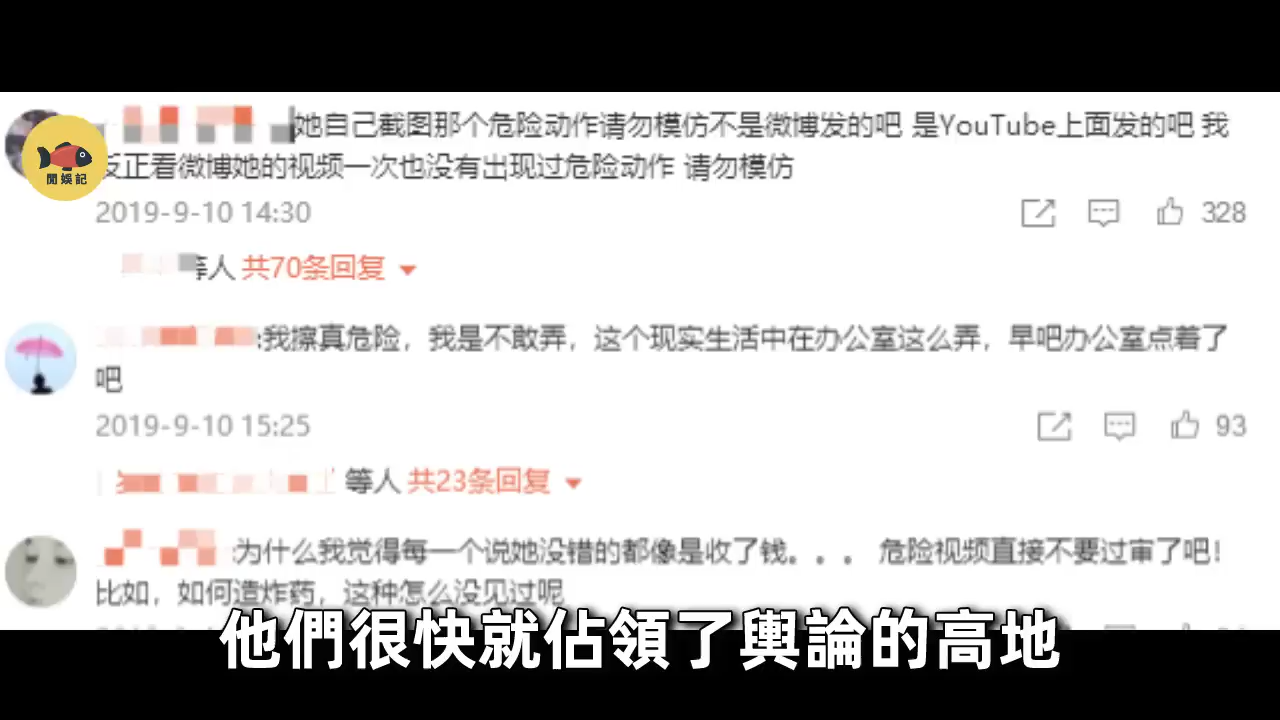 她自己截图那个危险动作请勿模仿不是微博发的吧 是YouTube上面发的吧 我
反正看微博她的视频一次也没有出现过危险动作 请勿模仿
閒娛記
2019-9-10 14:30
328
等人 共70条回复
:我擦真危险，我是不敢弄，这个现实生活中在办公室这么弄，早吧办公室点着了
吧
2019-9-10 15:25
93
等人 共23条回复
:为什么我觉得每一个说她没错的都像是收了钱。。。 危险视频直接不要过审了吧！
比如，如何造炸药，这种怎么没见过呢
他們很快就佔領了輿論的高地